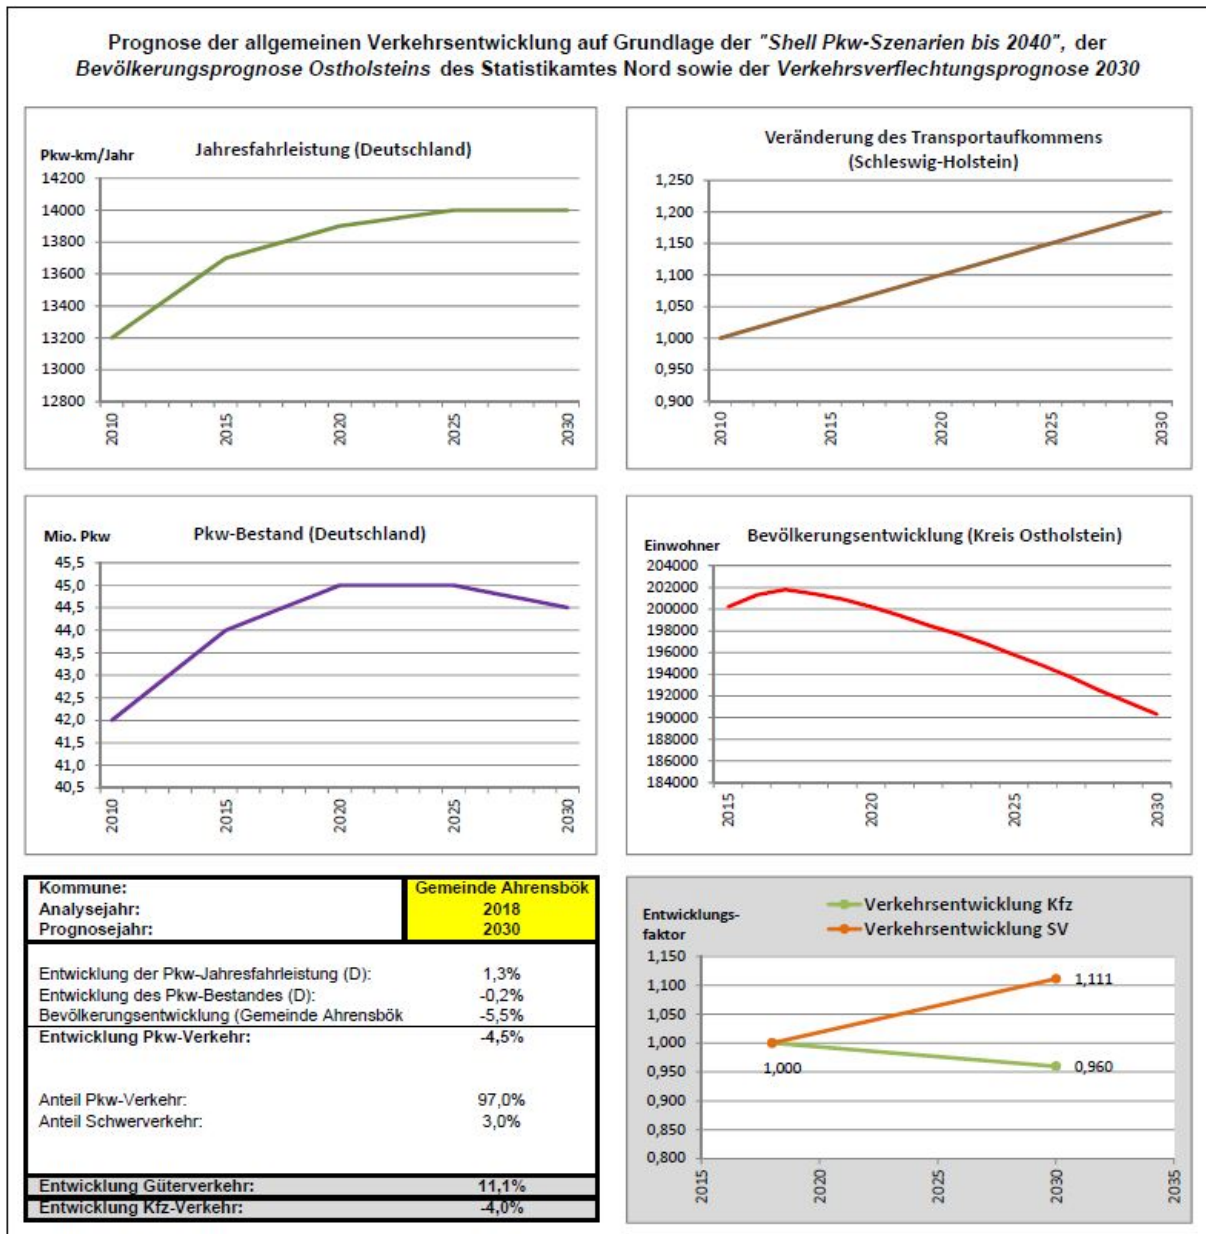 Prognose der allgemeinen Verkehrsentwicklung auf Grundlage der "Shell Pkw-Szenarien bis 2040", der
Bevölkerungsprognose Ostholsteins des Statistikamtes Nord sowie der Verkehrsverflechtungsprognose 2030
Pkw-km/Jahr
Jahresfahrleistung (Deutschland)
14200
14000
13800
13600
13400
13200
13000
12800
2010
2015
2020
2025
2030
Veränderung des Transportaufkommens
(Schleswig-Holstein)
1,250
1,200
1,150
1,100
1,050
1,000
0,950
0,900
2010
2015
2020
2025
2030
Mio. Pkw
Pkw-Bestand (Deutschland)
45,5
45,0
44,5
44,0
43,5
43,0
42,5
42,0
41,5
41,0
40,5
2010
2015
2020
2025
2030
Bevölkerungsentwicklung (Kreis Ostholstein)
Einwohner
204000
202000
200000
198000
196000
194000
192000
190000
188000
186000
184000
2015
2020
2025
2030
Kommune: Gemeinde Ahrensbök
Analysejahr: 2018
Prognosejahr: 2030
Entwicklung der Pkw-Jahresfahrleistung (D): 1,3%
Entwicklung des Pkw-Bestandes (D): -0,2%
Bevölkerungsentwicklung (Gemeinde Ahrensbök -5,5%
Entwicklung Pkw-Verkehr: -4,5%
Anteil Pkw-Verkehr: 97,0%
Anteil Schwerverkehr: 3,0%
Entwicklung Güterverkehr: 11,1%
Entwicklung Kfz-Verkehr: -4,0%
Entwicklungs-
faktor
Verkehrsentwicklung Kfz
Verkehrsentwicklung SV
1,150
1,100
1,050
1,000
0,950
0,900
0,850
0,800
1,111
1,000
0,960
2015
2020
2025
2030
2035